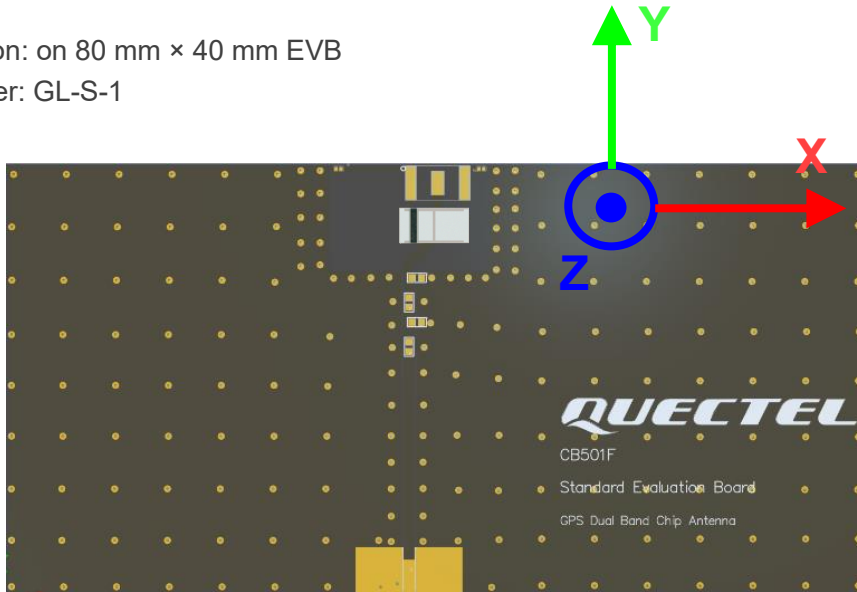 on: on 80 mm × 40 mm EVB
er: GL-S-1
Y
X
Z
QUECTEL
CB501F
Standard Evaluation Board
GPS Dual Band Chip Antenna